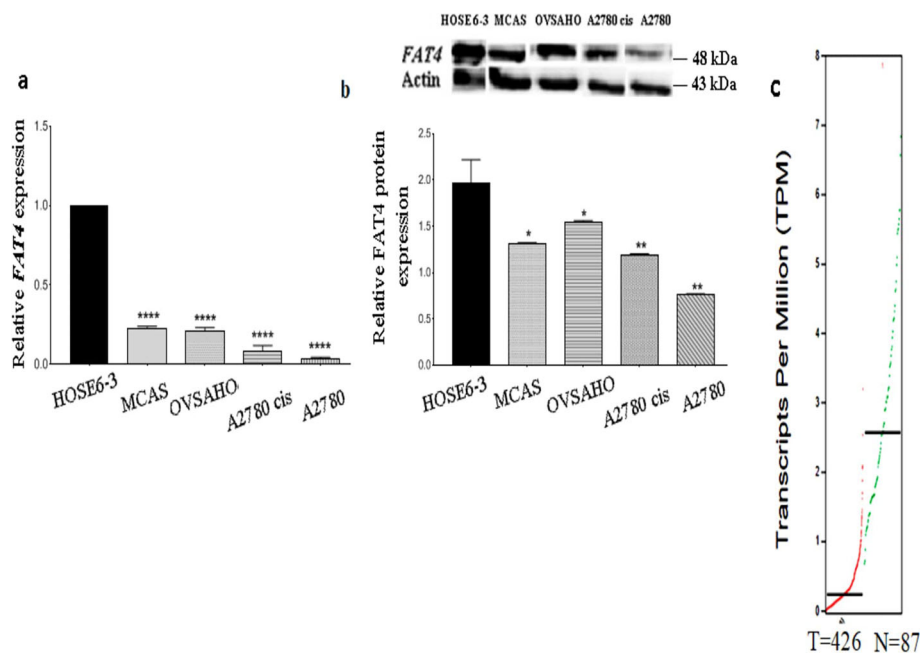 HOSE6-3 MCAS OVSAHO A2780 cis A2780
FAT4
48 kDa
Actin
43 kDa
a
b
c
Relative FAT4 expression
1.5
1.0
0.5
0.0
****
****
****
****
HOSE6-3
MCAS
OVSAHO
A2780 cis
A2780
Relative FAT4 protein
expression
2.5
2.0
1.5
1.0
0.5
0.0
*
*
**
**
HOSE6-3
MCAS
OVSAHO
A2780 cis
A2780
Transcripts Per Million (TPM)
8
7
6
5
4
3
2
1
0
T=426 N=87